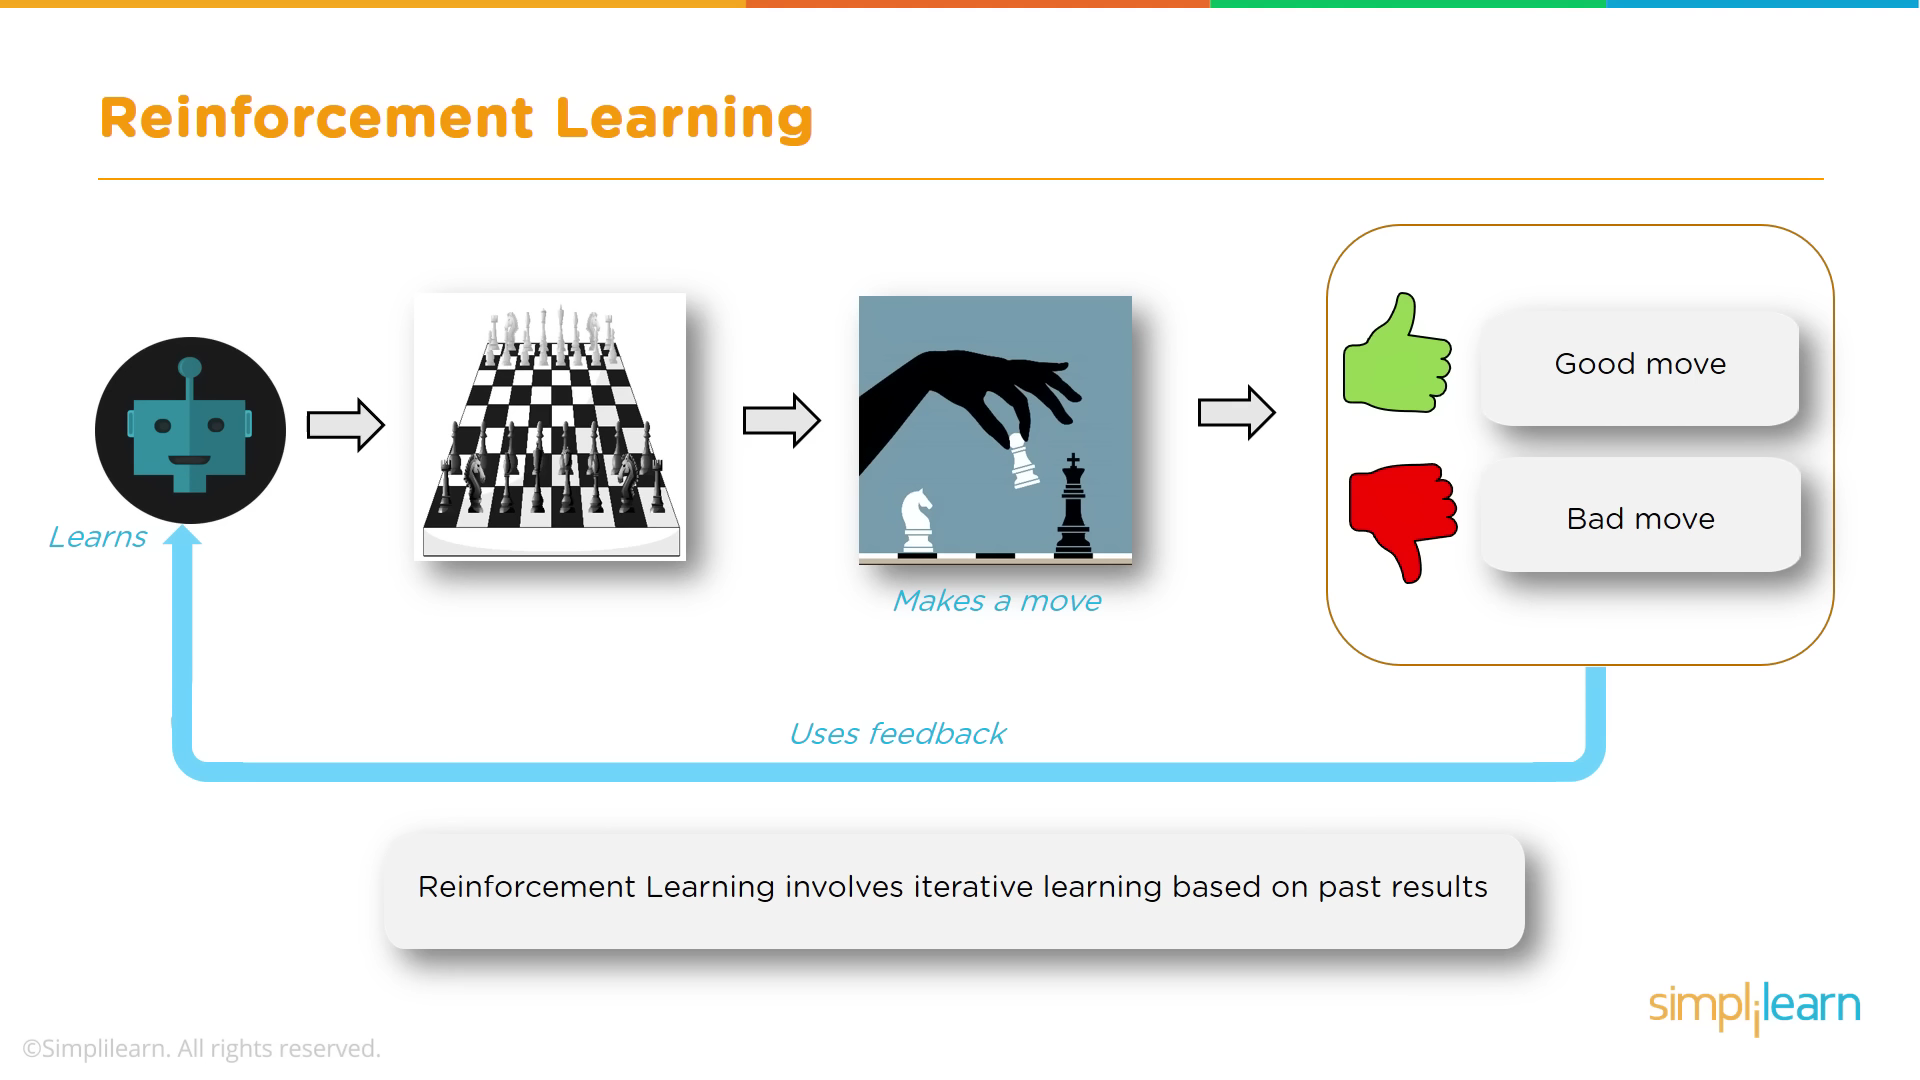 Reinforcement Learning
Good move
Bad move
Learns
Makes a move
Uses feedback
Reinforcement Learning involves iterative learning based on past results
simplilearn
©Simplilearn. All rights reserved.